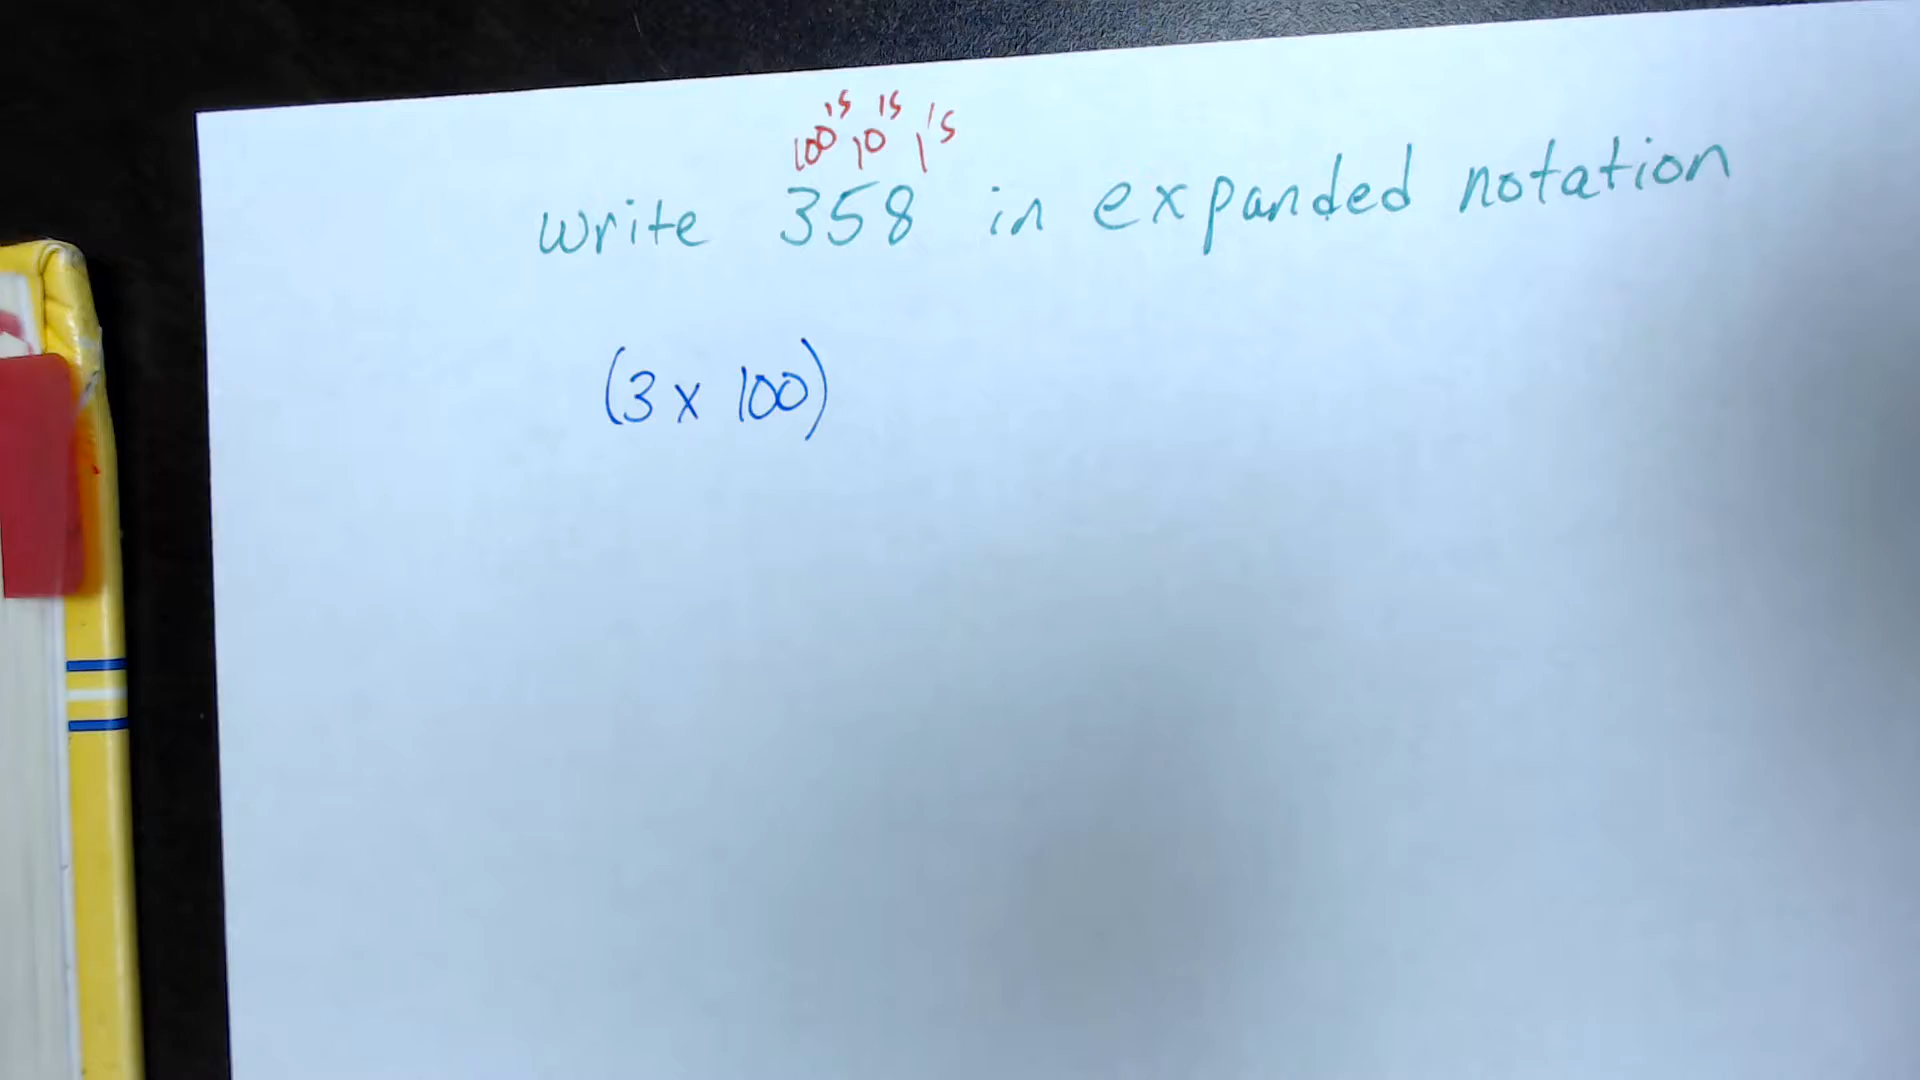 100's 10's 1's
Write 358 in expanded notation
(3 x 100)